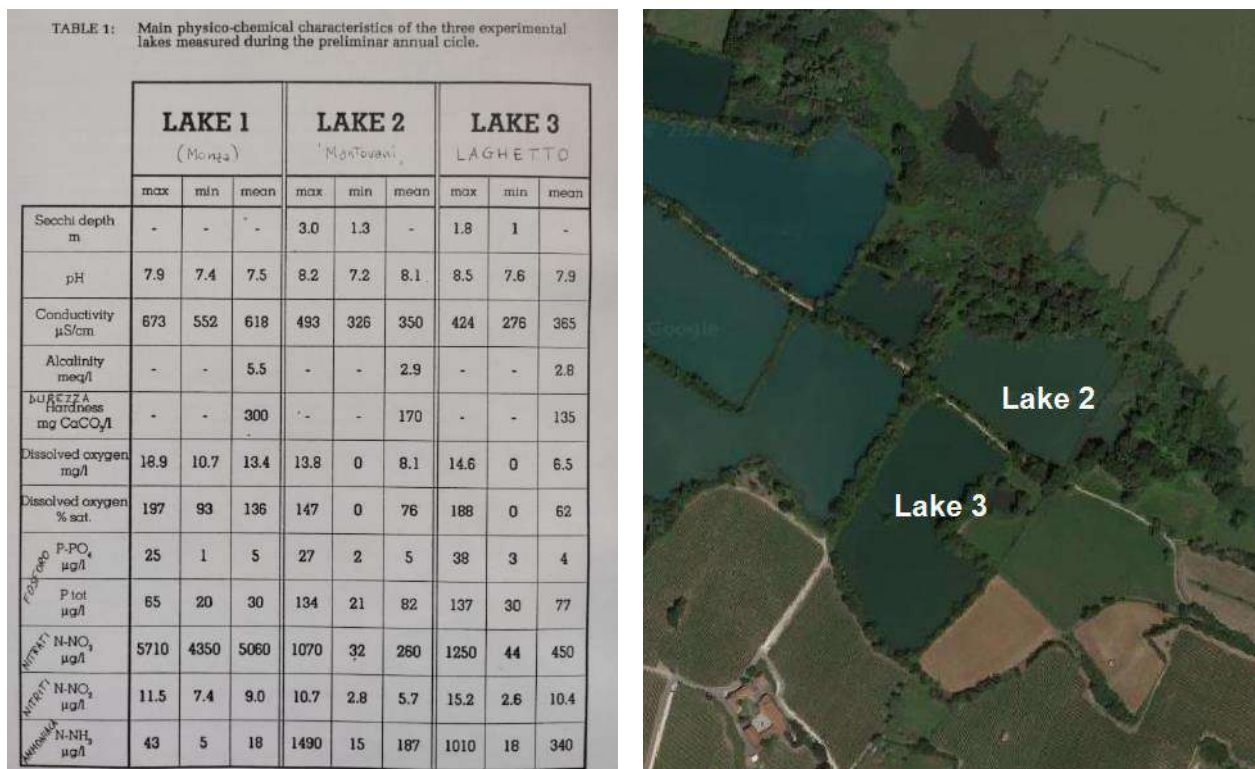 TABLE 1: Main physico-chemical characteristics of the three experimental
lakes measured during the preliminar annual cicle.
LAKE 1 LAKE 2 LAKE 3
(Monza) 'Mantovani' LAGHETTO
max min mean max min mean max min mean
Secchi depth
m - - - 3.0 1.3 - 1.8 1 -
pH 7.9 7.4 7.5 8.2 7.2 8.1 8.5 7.6 7.9
Conductivity
µS/cm 673 552 618 493 326 350 424 276 365
Alcalinity
meq/l - - 5.5 - - 2.9 - - 2.8
DUREZZA
Hardness
mg CaCO₃/l - - 300 - - 170 - - 135
Dissolved oxygen
mg/l 18.9 10.7 13.4 13.8 0 8.1 14.6 0 6.5
Dissolved oxygen
% sat. 197 93 136 147 0 76 188 0 62
FOSFORO
P-PO₄
µg/l 25 1 5 27 2 5 38 3 4
P tot
µg/l 65 20 30 134 21 82 137 30 77
NITRATI N-NO₃
µg/l 5710 4350 5060 1070 32 260 1250 44 450
NITRITI N-NO₂
µg/l 11.5 7.4 9.0 10.7 2.8 5.7 15.2 2.6 10.4
AMMONIACA N-NH₃
µg/l 43 5 18 1490 15 187 1010 18 340
Google
Lake 2
Lake 3